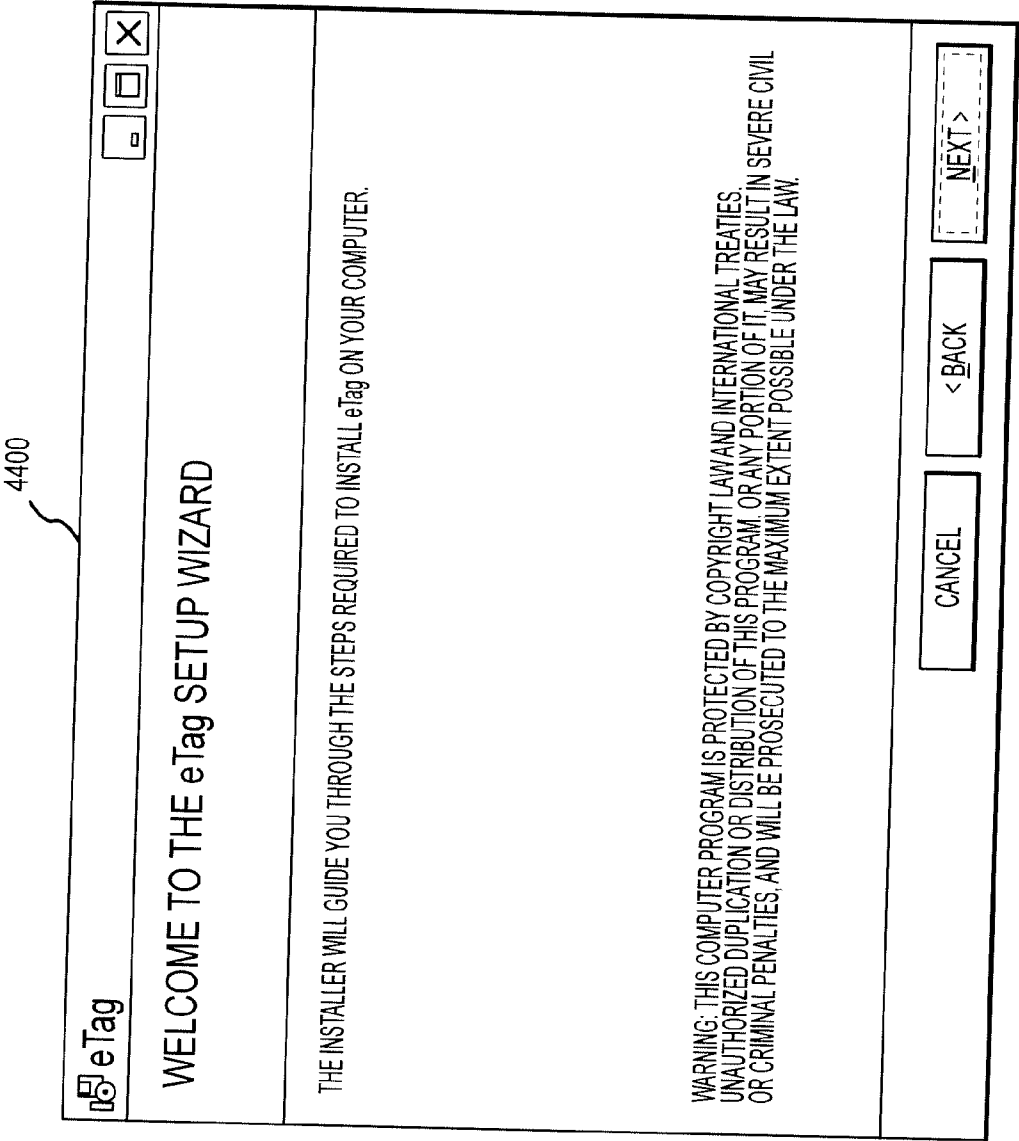 4400
eTag
WELCOME TO THE eTag SETUP WIZARD
THE INSTALLER WILL GUIDE YOU THROUGH THE STEPS REQUIRED TO INSTALL eTag ON YOUR COMPUTER.
WARNING: THIS COMPUTER PROGRAM IS PROTECTED BY COPYRIGHT LAW AND INTERNATIONAL TREATIES.
UNAUTHORIZED DUPLICATION OR DISTRIBUTION OF THIS PROGRAM, OR ANY PORTION OF IT, MAY RESULT IN SEVERE CIVIL
OR CRIMINAL PENALTIES, AND WILL BE PROSECUTED TO THE MAXIMUM EXTENT POSSIBLE UNDER THE LAW.
CANCEL
< BACK
NEXT >